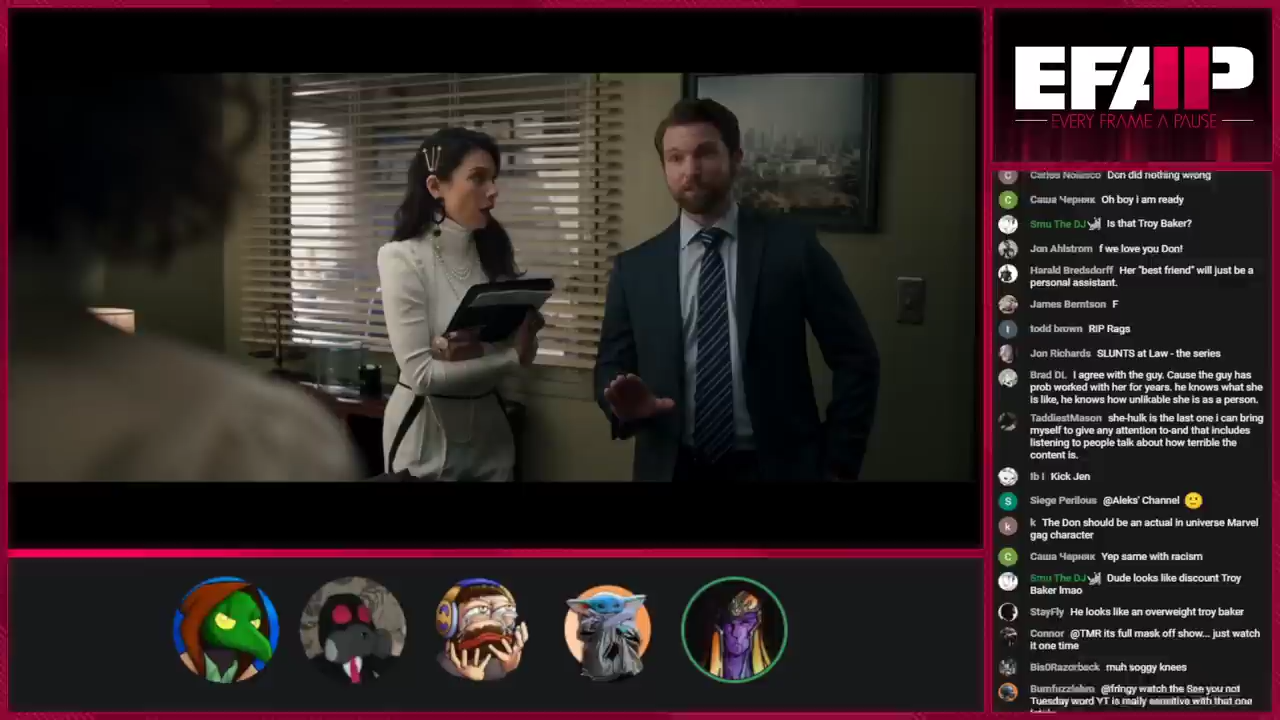 EFAP
EVERY FRAME A PAUSE
Carlos Nolasco Don did nothing wrong
Саша Черняк Oh boy i am ready
Smu The DJ Is that Troy Baker?
Jon Ahlstrom f we love you Don!
Harald Bredsdorff Her "best friend" will just be a
personal assistant.
James Berntson F
todd brown RIP Rags
Jon Richards SLUNTS at Law - the series
Brad DL I agree with the guy. Cause the guy has
prob worked with her for years. he knows what she
is like, he knows how unlikable she is as a person.
TaddiestMason she-hulk is the last one i can bring
myself to give any attention to-and that includes
listening to people talk about how terrible the
content is.
Ib I Kick Jen
Siege Perilous @Aleks' Channel 🙂
k The Don should be an actual in universe Marvel
gag character
Саша Черняк Yep same with racism
Smu The DJ Dude looks like discount Troy
Baker lmao
StayFly He looks like an overweight troy baker
Connor @TMR its full mask off show... just watch
it one time
Bis0Razorback muh soggy knees
@fringy watch the See you not
Tuesday word YT is really sensitive with that one